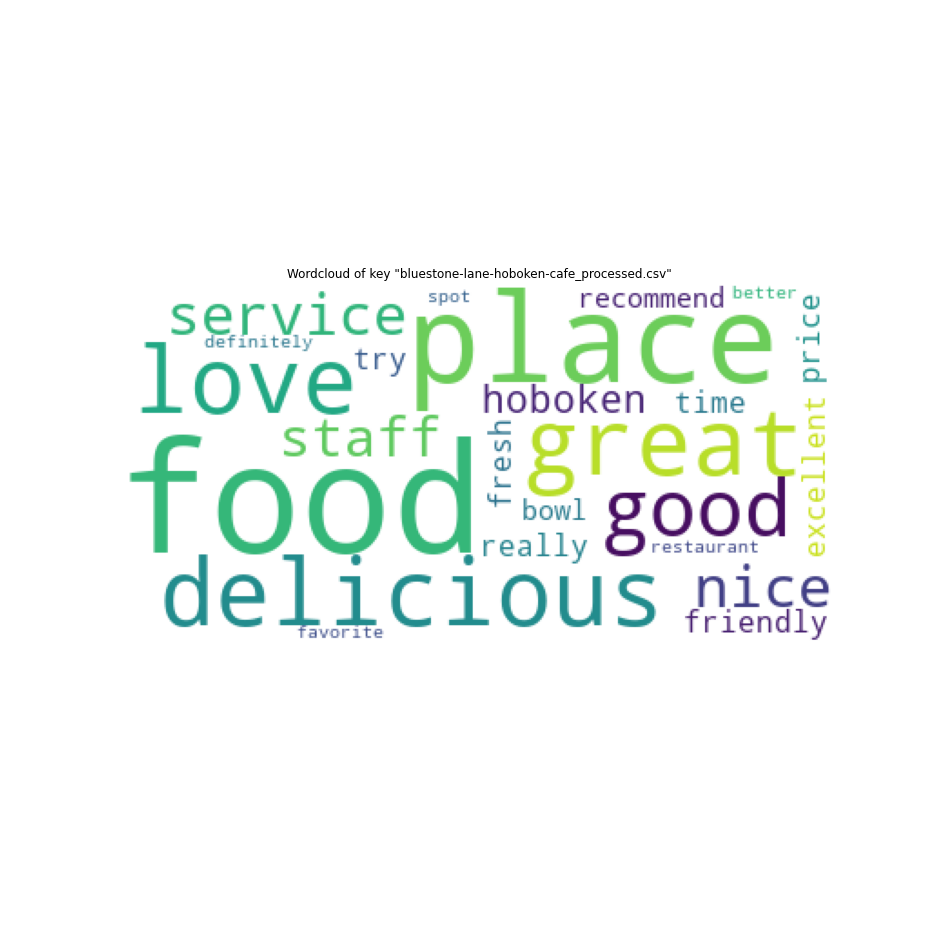 Wordcloud of key "bluestone-lane-hoboken-cafe_processed.csv"
service
spot
place
recommend
better
price
definitely
love
try
hoboken
time
staff
fresh
great
excellent
food
bowl
good
really
restaurant
delicious
nice
friendly
favorite